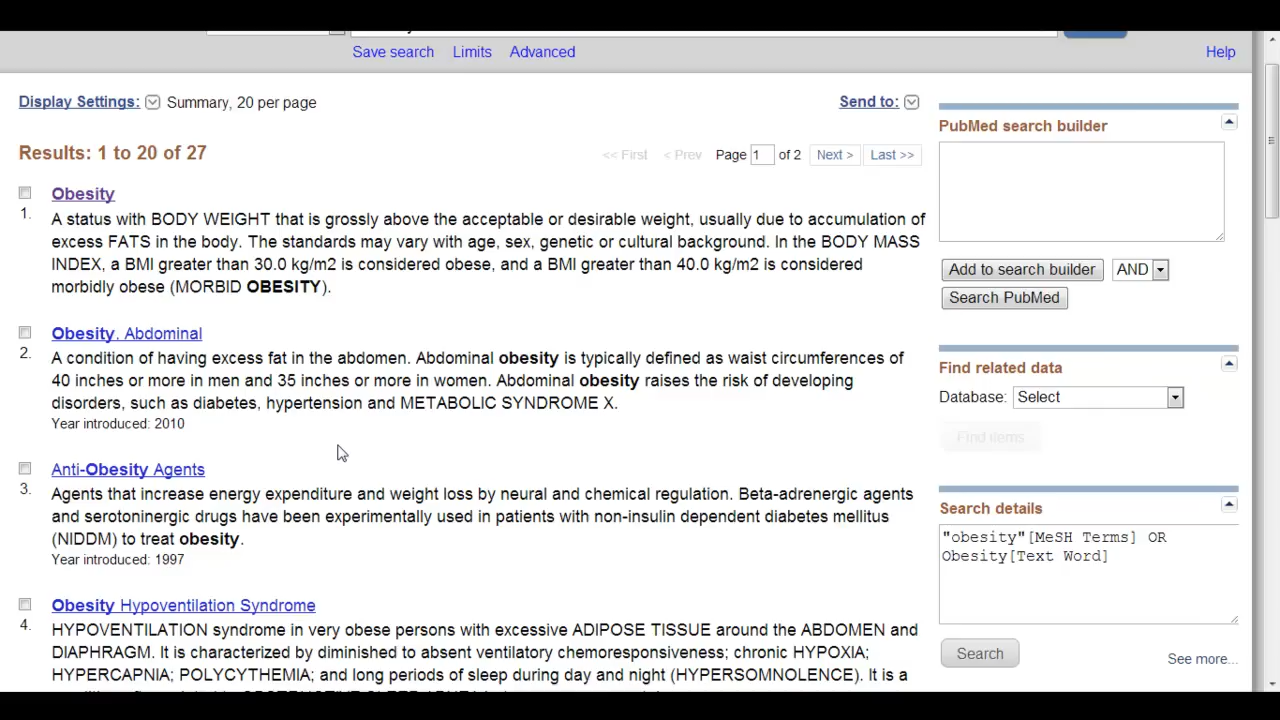 Save search Limits Advanced Help
Display Settings: Summary, 20 per page Send to:
Results: 1 to 20 of 27 << First < Prev Page 1 of 2 Next > Last >>
1. Obesity
A status with BODY WEIGHT that is grossly above the acceptable or desirable weight, usually due to accumulation of
excess FATS in the body. The standards may vary with age, sex, genetic or cultural background. In the BODY MASS
INDEX, a BMI greater than 30.0 kg/m2 is considered obese, and a BMI greater than 40.0 kg/m2 is considered
morbidly obese (MORBID OBESITY).
2. Obesity, Abdominal
A condition of having excess fat in the abdomen. Abdominal obesity is typically defined as waist circumferences of
40 inches or more in men and 35 inches or more in women. Abdominal obesity raises the risk of developing
disorders, such as diabetes, hypertension and METABOLIC SYNDROME X.
Year introduced: 2010
3. Anti-Obesity Agents
Agents that increase energy expenditure and weight loss by neural and chemical regulation. Beta-adrenergic agents
and serotoninergic drugs have been experimentally used in patients with non-insulin dependent diabetes mellitus
(NIDDM) to treat obesity.
Year introduced: 1997
4. Obesity Hypoventilation Syndrome
HYPOVENTILATION syndrome in very obese persons with excessive ADIPOSE TISSUE around the ABDOMEN and
DIAPHRAGM. It is characterized by diminished to absent ventilatory chemoresponsiveness; chronic HYPOXIA;
HYPERCAPNIA; POLYCYTHEMIA; and long periods of sleep during day and night (HYPERSOMNOLENCE). It is a
PubMed search builder
Add to search builder AND
Search PubMed
Find related data
Database: Select
Find items
Search details
"obesity"[MeSH Terms] OR
Obesity[Text Word]
Search See more...